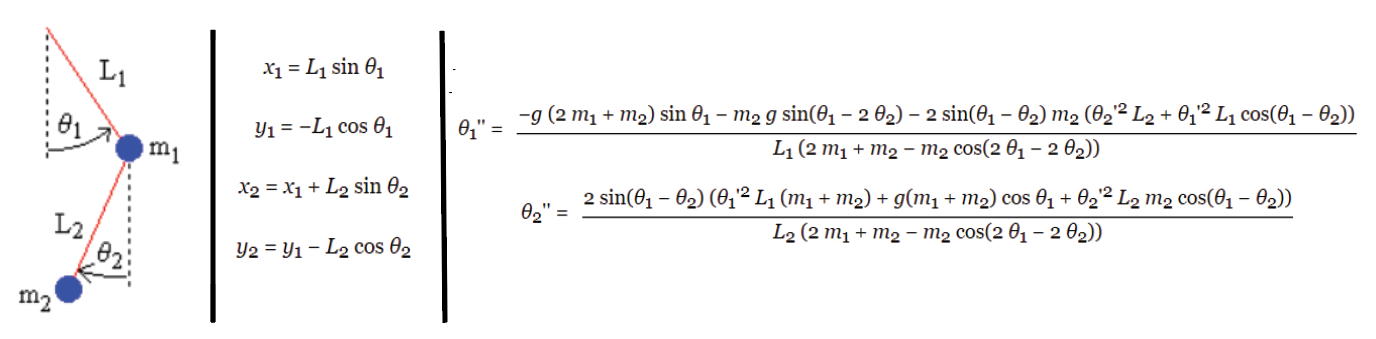 L₁
θ₁
m₁
L₂
θ₂
m₂
x₁ = L₁ sin θ₁
y₁ = −L₁ cos θ₁
x₂ = x₁ + L₂ sin θ₂
y₂ = y₁ − L₂ cos θ₂
θ₁" = −g (2 m₁ + m₂) sin θ₁ − m₂ g sin(θ₁ − 2 θ₂) − 2 sin(θ₁ − θ₂) m₂ (θ₂'² L₂ + θ₁'² L₁ cos(θ₁ − θ₂))
L₁ (2 m₁ + m₂ − m₂ cos(2 θ₁ − 2 θ₂))
θ₂" = 2 sin(θ₁ − θ₂) (θ₁'² L₁ (m₁ + m₂) + g(m₁ + m₂) cos θ₁ + θ₂'² L₂ m₂ cos(θ₁ − θ₂))
L₂ (2 m₁ + m₂ − m₂ cos(2 θ₁ − 2 θ₂))